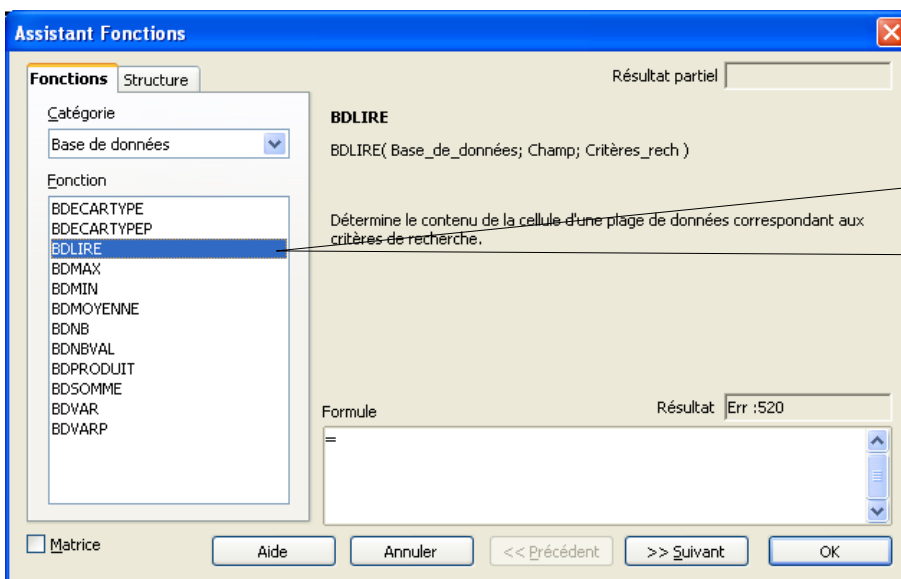 Assistant Fonctions
Fonctions Structure
Résultat partiel
Catégorie
Base de données
Fonction
BDECARTYPE
BDECARTYPEP
BDLIRE
BDMAX
BDMIN
BDMOYENNE
BDNB
BDNBVAL
BDPRODUIT
BDSOMME
BDVAR
BDVARP
BDLIRE
BDLIRE( Base_de_données; Champ; Critères_rech )
Détermine le contenu de la cellule d'une plage de données correspondant aux
critères de recherche.
Formule
Résultat Err :520
=
Matrice
Aide
Annuler
<< Précédent
>> Suivant
OK